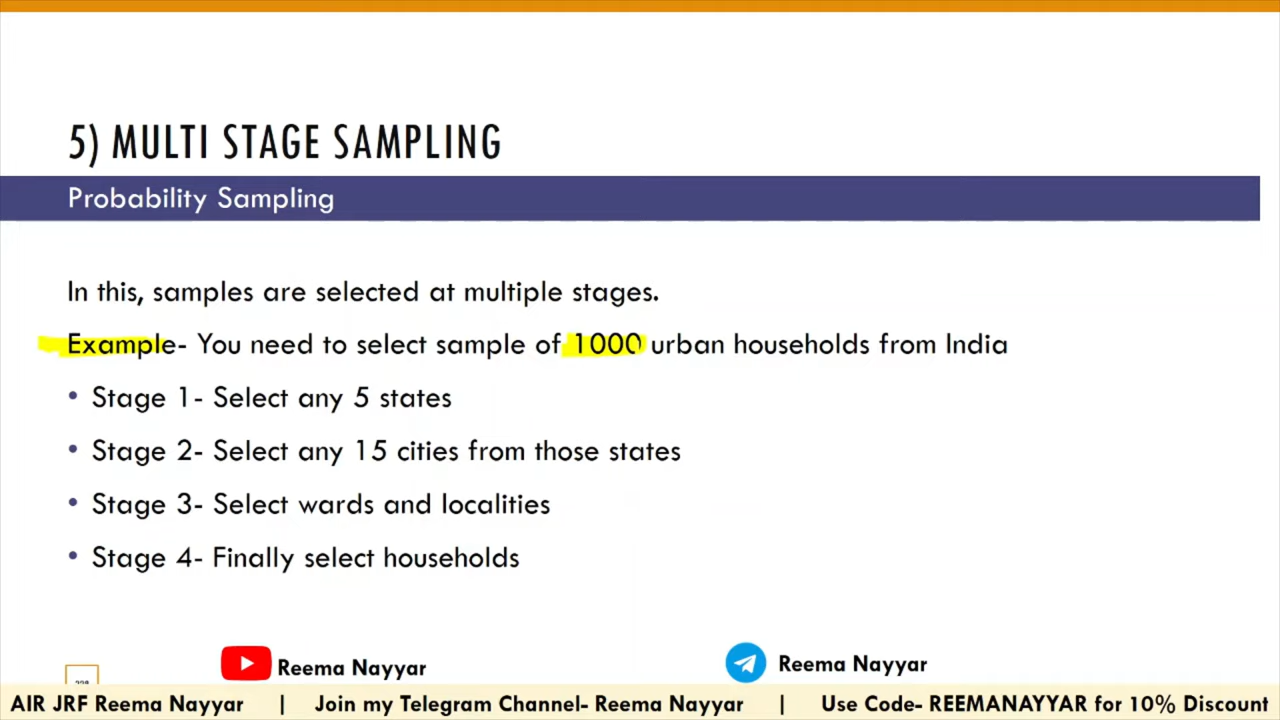 5) MULTI STAGE SAMPLING
Probability Sampling
In this, samples are selected at multiple stages.
Example- You need to select sample of 1000 urban households from India
• Stage 1- Select any 5 states
• Stage 2- Select any 15 cities from those states
• Stage 3- Select wards and localities
• Stage 4- Finally select households
Reema Nayyar
Reema Nayyar
AIR JRF Reema Nayyar | Join my Telegram Channel- Reema Nayyar | Use Code- REEMANAYYAR for 10% Discount